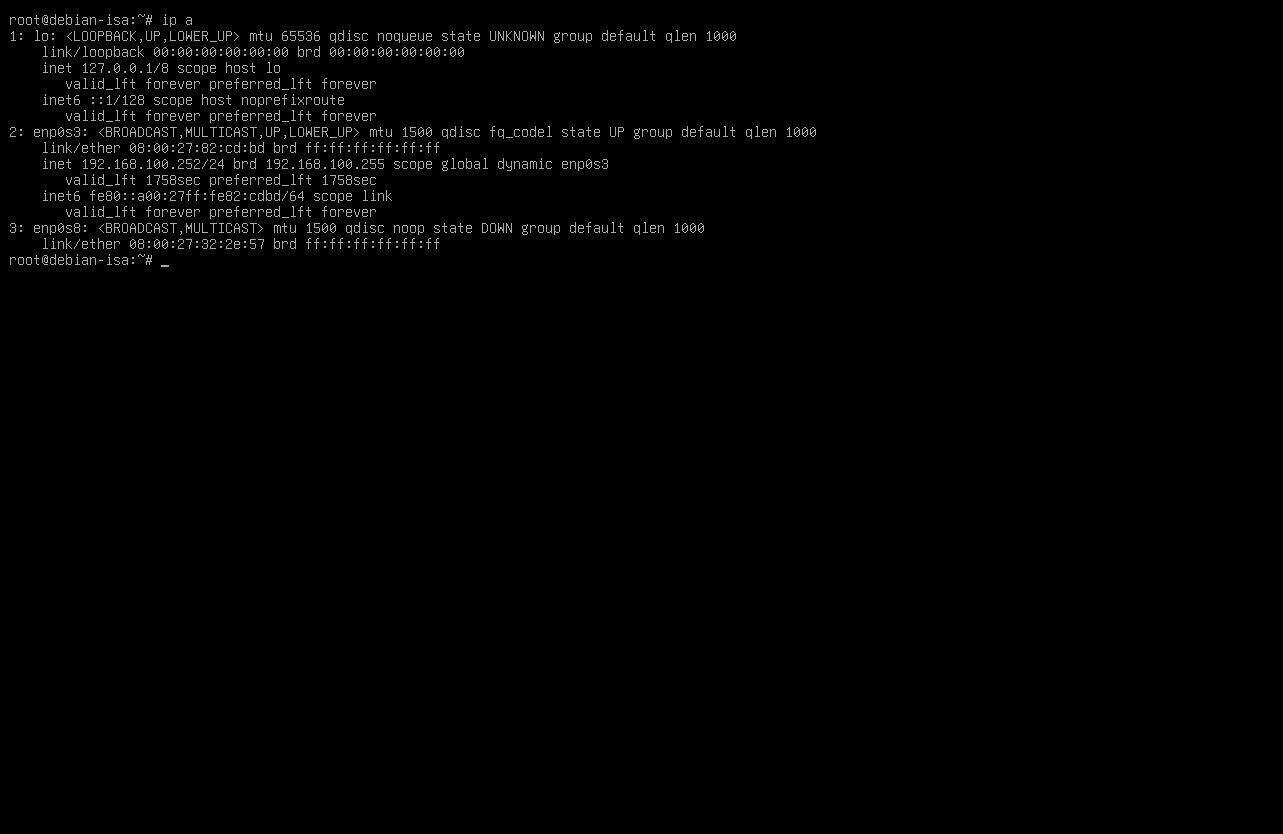 root@debian-isa:~# ip a
1: lo: <LOOPBACK,UP,LOWER_UP> mtu 65536 qdisc noqueue state UNKNOWN group default qlen 1000
    link/loopback 00:00:00:00:00:00 brd 00:00:00:00:00:00
    inet 127.0.0.1/8 scope host lo
       valid_lft forever preferred_lft forever
    inet6 ::1/128 scope host noprefixroute
       valid_lft forever preferred_lft forever
2: enp0s3: <BROADCAST,MULTICAST,UP,LOWER_UP> mtu 1500 qdisc fq_codel state UP group default qlen 1000
    link/ether 08:00:27:82:cd:bd brd ff:ff:ff:ff:ff:ff
    inet 192.168.100.252/24 brd 192.168.100.255 scope global dynamic enp0s3
       valid_lft 1758sec preferred_lft 1758sec
    inet6 fe80::a00:27ff:fe82:cdbd/64 scope link
       valid_lft forever preferred_lft forever
3: enp0s8: <BROADCAST,MULTICAST> mtu 1500 qdisc noop state DOWN group default qlen 1000
    link/ether 08:00:27:32:2e:57 brd ff:ff:ff:ff:ff:ff
root@debian-isa:~# _